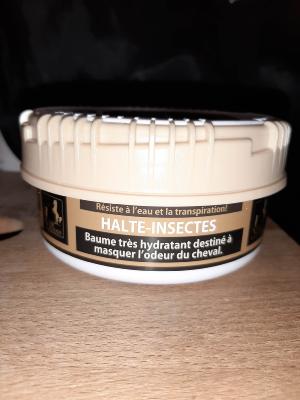 Résiste à l'eau et la transpiration!
HALTE-INSECTES
Baume très hydratant destiné à
masquer l'odeur du cheval.